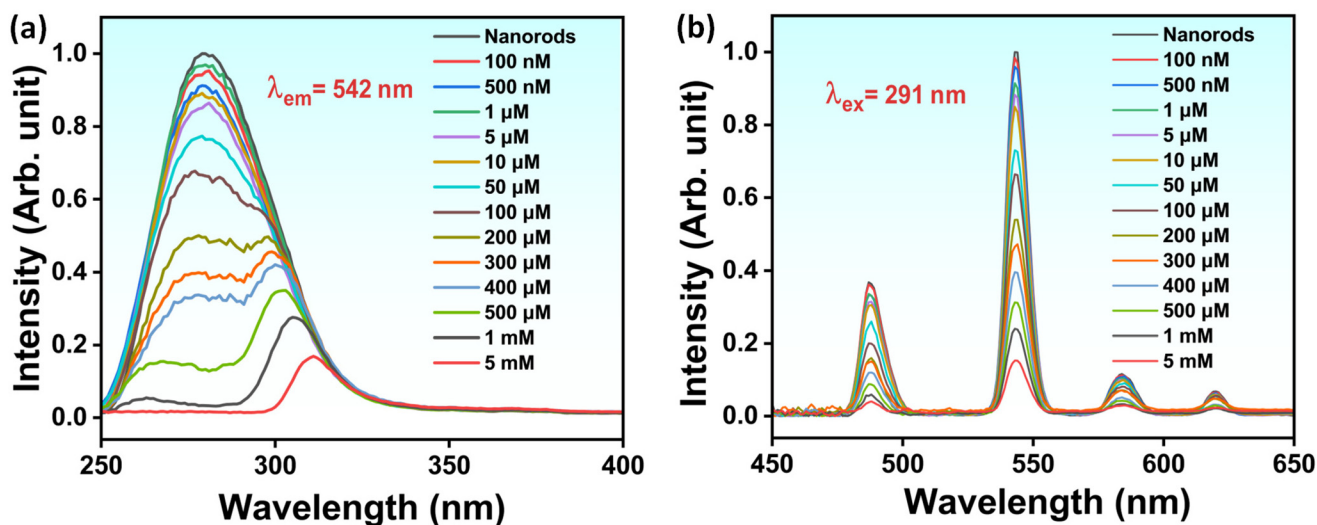 (a)
Intensity (Arb. unit)
1.0
0.8
0.6
0.4
0.2
0.0
λem= 542 nm
Nanorods
100 nM
500 nM
1 µM
5 µM
10 µM
50 µM
100 µM
200 µM
300 µM
400 µM
500 µM
1 mM
5 mM
250 300 350 400
Wavelength (nm)
(b)
Intensity (Arb. unit)
1.0
0.8
0.6
0.4
0.2
0.0
λex= 291 nm
Nanorods
100 nM
500 nM
1 µM
5 µM
10 µM
50 µM
100 µM
200 µM
300 µM
400 µM
500 µM
1 mM
5 mM
450 500 550 600 650
Wavelength (nm)